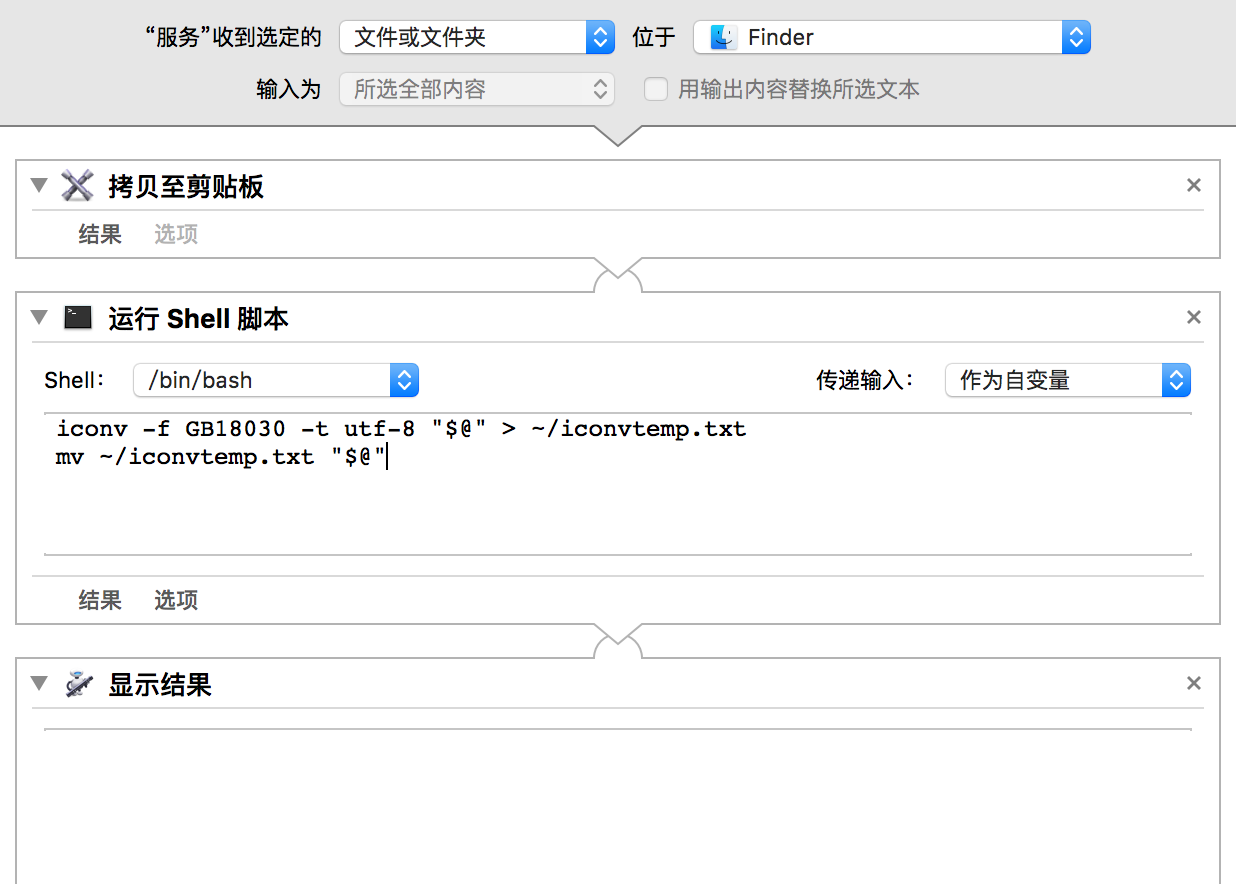 “服务”收到选定的 文件或文件夹 位于 Finder
输入为 所选全部内容 用输出内容替换所选文本
拷贝至剪贴板
结果 选项
运行 Shell 脚本
Shell: /bin/bash 传递输入: 作为自变量
iconv -f GB18030 -t utf-8 "$@" > ~/iconvtemp.txt
mv ~/iconvtemp.txt "$@"
结果 选项
显示结果